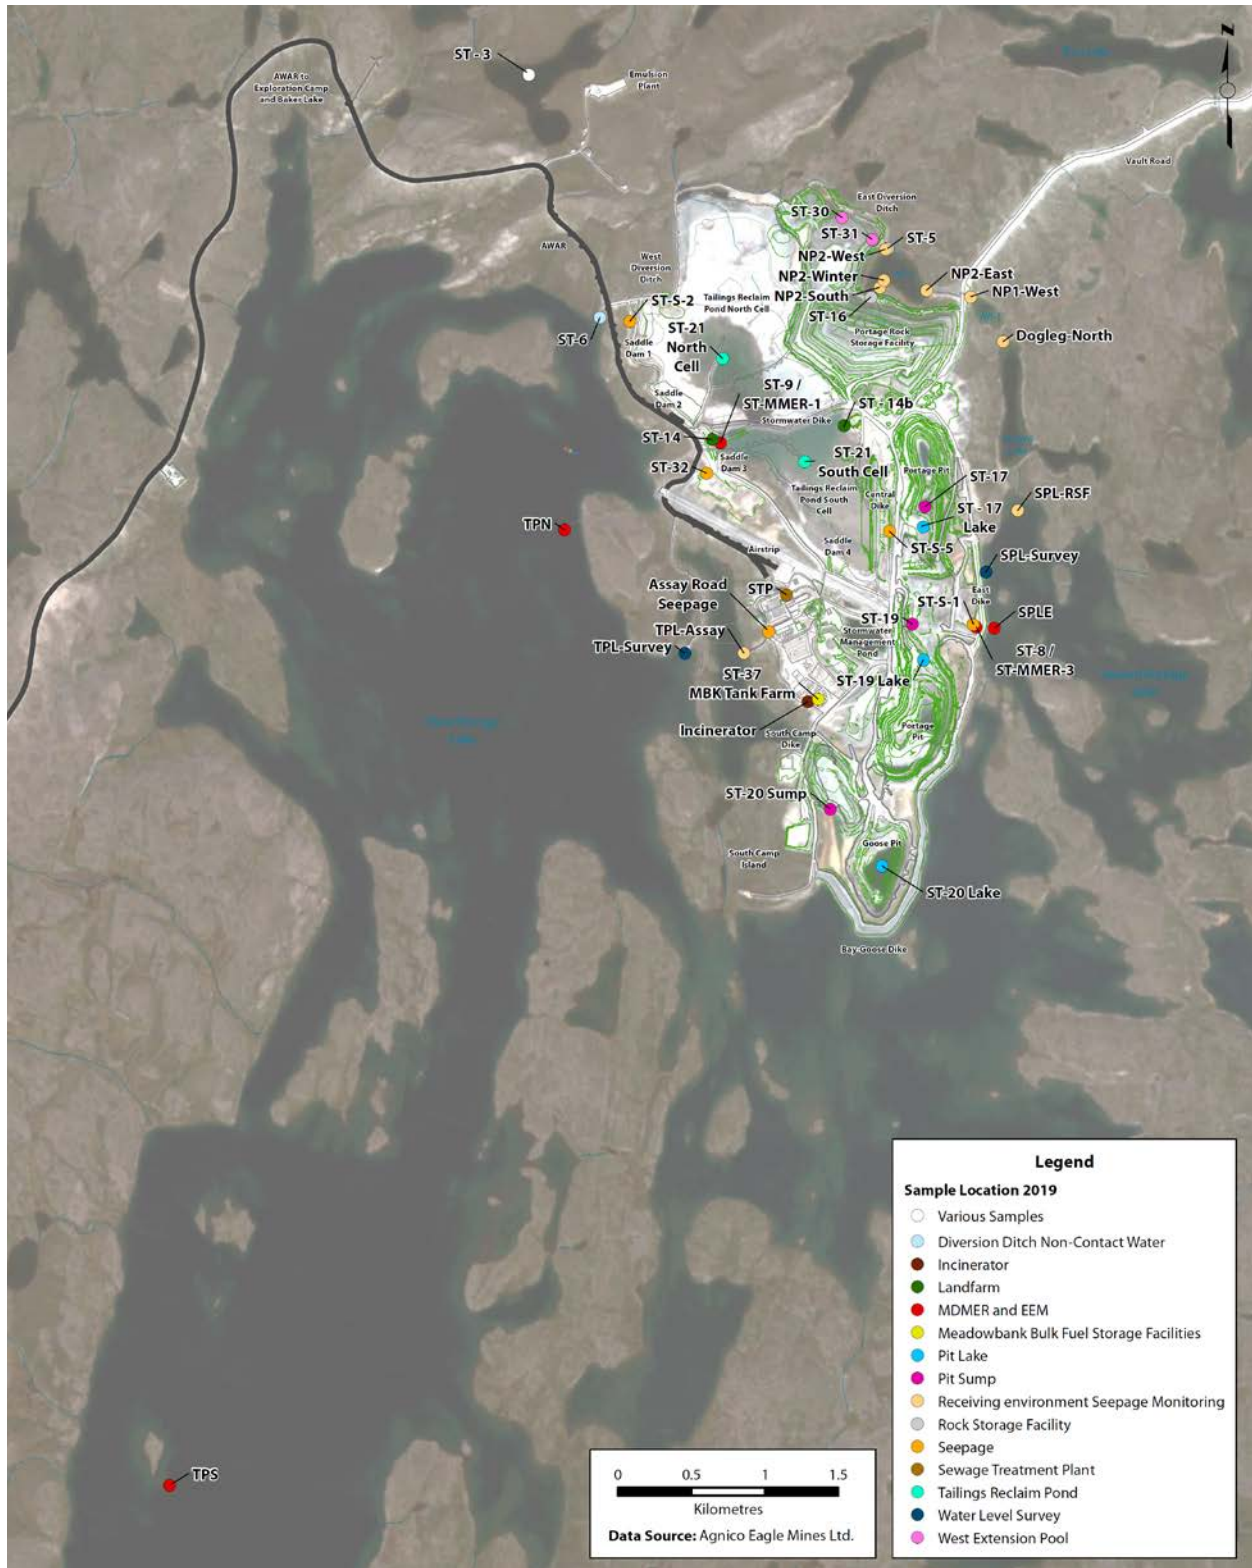 N
ST - 3
AWAR to
Exploration Camp
and Baker Lake
Emulsion
Plant
Vault Road
ST-30
East Diversion
Ditch
ST-31
ST-5
NP2-West
AWAR
West
Diversion
Ditch
NP2-Winter
NP2-East
NP2-South
NP1-West
ST-S-2
Tailings Reclaim
Pond North Cell
ST-16
ST-6
Saddle
Dam 1
ST-21
North
Cell
Portage Rock
Storage Facility
Dogleg-North
ST-9 /
ST-MMER-1
Saddle
Dam 2
ST - 14b
Stormwater Dike
ST-14
Saddle
Dam 3
ST-21
South Cell
ST-32
Portage Pit
ST-17
Tailings Reclaim
Pond South
Cell
Central
Dike
SPL-RSF
ST - 17
Lake
TPN
Saddle
Dam 4
ST-S-5
Airstrip
SPL-Survey
Assay Road
Seepage
STP
East
Dike
ST-S-1
ST-19
SPLE
TPL-Assay
Stormwater
Management
Pond
TPL-Survey
ST-8 /
ST-MMER-3
ST-37
MBK Tank Farm
ST-19 Lake
Incinerator
South Camp
Dike
Portage
Pit
ST-20 Sump
Goose Pit
South Camp
Island
ST-20 Lake
Bay-Goose Dike
TPS
Legend
Sample Location 2019
Various Samples
Diversion Ditch Non-Contact Water
Incinerator
Landfarm
MDMER and EEM
Meadowbank Bulk Fuel Storage Facilities
Pit Lake
Pit Sump
Receiving environment Seepage Monitoring
Rock Storage Facility
Seepage
Sewage Treatment Plant
Tailings Reclaim Pond
Water Level Survey
West Extension Pool
0 0.5 1 1.5
Kilometres
Data Source: Agnico Eagle Mines Ltd.